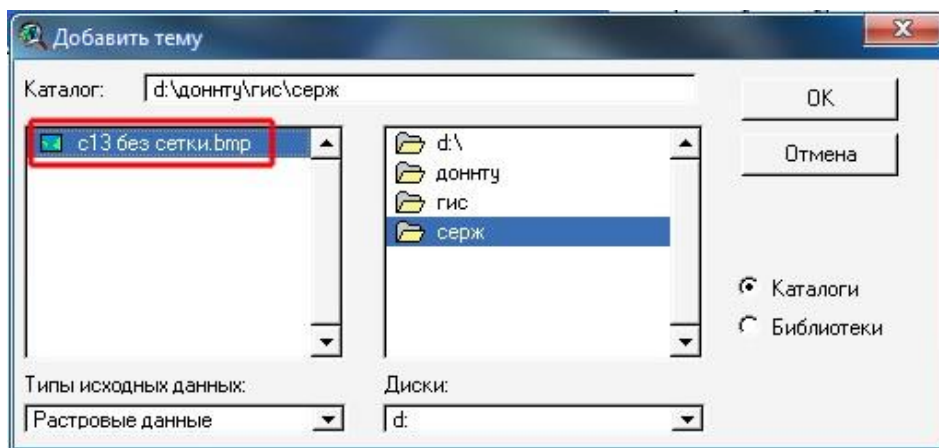 Добавить тему
Каталог: d:\доннту\гис\серж
OK
с13 без сетки.bmp
d:\
Отмена
доннту
гис
серж
Каталоги
Библиотеки
Типы исходных данных:
Диски:
Растровые данные
d: